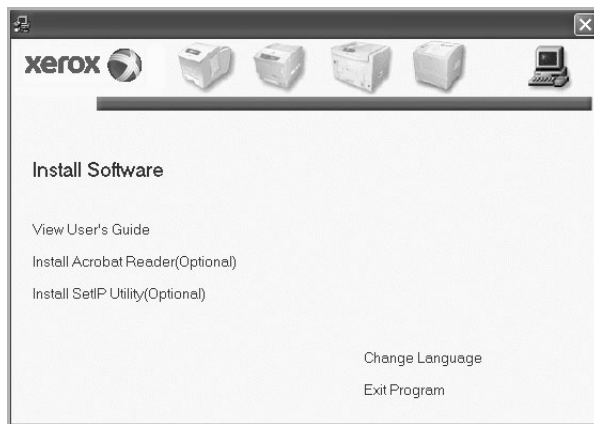 xerox
Install Software
View User's Guide
Install Acrobat Reader(Optional)
Install SetIP Utility(Optional)
Change Language
Exit Program